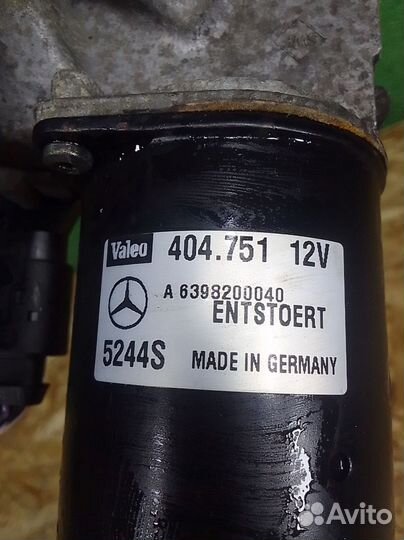 Valeo 404.751 12V
A 6398200040
ENTSTOERT
5244S MADE IN GERMANY
Avito